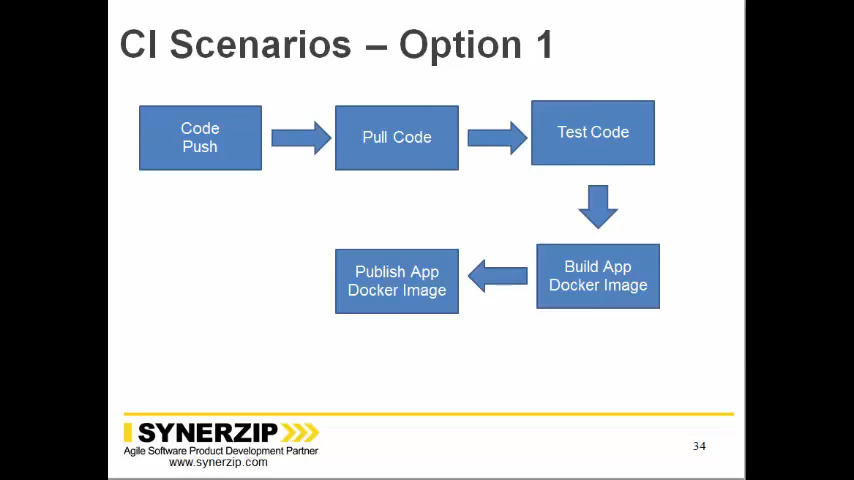 CI Scenarios – Option 1
Code
Push
Pull Code
Test Code
Publish App
Docker Image
Build App
Docker Image
SYNERZIP
Agile Software Product Development Partner
www.synerzip.com
34